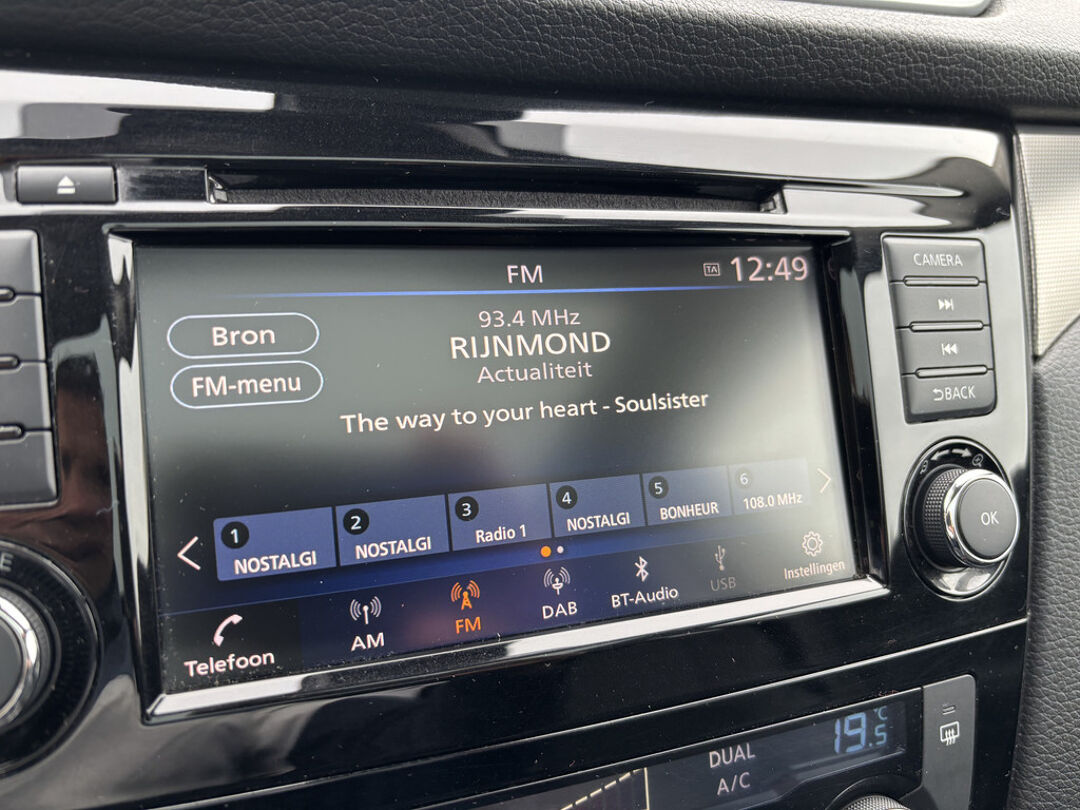 FM
TA 12:49
Bron
FM-menu
93.4 MHz
RIJNMOND
Actualiteit
The way to your heart - Soulsister
1 NOSTALGI
2 NOSTALGI
3 Radio 1
4 NOSTALGI
5 BONHEUR
6 108.0 MHz
Telefoon
AM
FM
DAB
BT-Audio
USB
Instellingen
CAMERA
BACK
OK
DUAL
A/C
19.5 °C